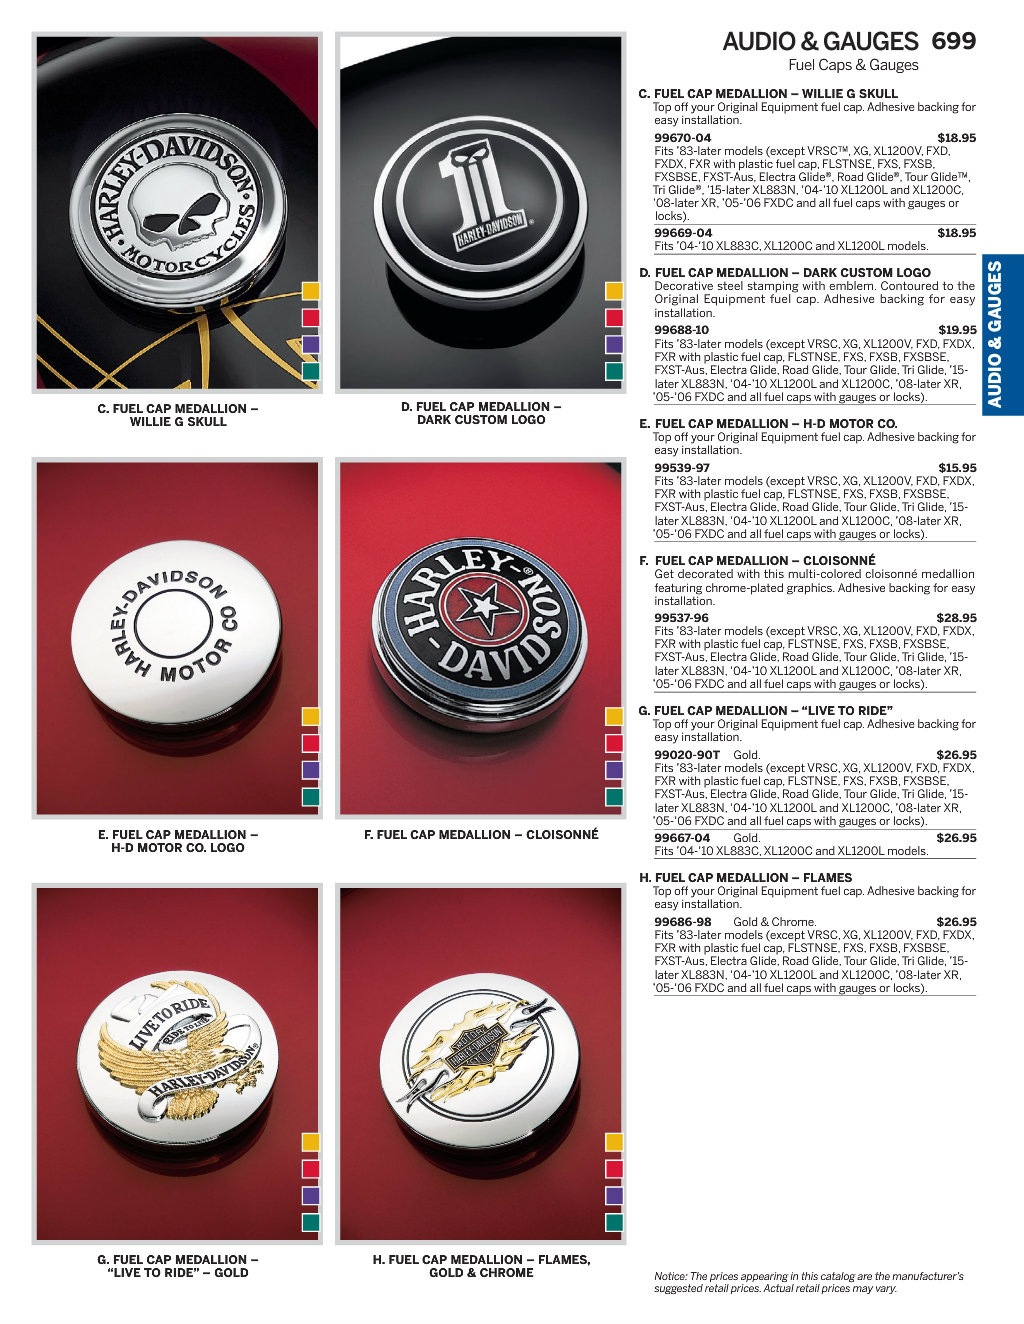 AUDIO & GAUGES 699
Fuel Caps & Gauges
C. FUEL CAP MEDALLION – WILLIE G SKULL
Top off your Original Equipment fuel cap. Adhesive backing for
easy installation.
99670-04 $18.95
Fits '83-later models (except VRSC™, XG, XL1200V, FXD,
FXDX, FXR with plastic fuel cap, FLSTNSE, FXS, FXSB,
FXSBSE, FXST-Aus, Electra Glide®, Road Glide®, Tour Glide™,
Tri Glide®, '15-later XL883N, '04-'10 XL1200L and XL1200C,
'08-later XR, '05-'06 FXDC and all fuel caps with gauges or
locks).
99669-04 $18.95
Fits '04-'10 XL883C, XL1200C and XL1200L models.
D. FUEL CAP MEDALLION – DARK CUSTOM LOGO
Decorative steel stamping with emblem. Contoured to the
Original Equipment fuel cap. Adhesive backing for easy
installation.
99688-10 $19.95
Fits '83-later models (except VRSC, XG, XL1200V, FXD, FXDX,
FXR with plastic fuel cap, FLSTNSE, FXS, FXSB, FXSBSE,
FXST-Aus, Electra Glide, Road Glide, Tour Glide, Tri Glide, '15-
later XL883N, '04-'10 XL1200L and XL1200C, '08-later XR,
'05-'06 FXDC and all fuel caps with gauges or locks).
E. FUEL CAP MEDALLION – H-D MOTOR CO.
Top off your Original Equipment fuel cap. Adhesive backing for
easy installation.
99539-97 $15.95
Fits '83-later models (except VRSC, XG, XL1200V, FXD, FXDX,
FXR with plastic fuel cap, FLSTNSE, FXS, FXSB, FXSBSE,
FXST-Aus, Electra Glide, Road Glide, Tour Glide, Tri Glide, '15-
later XL883N, '04-'10 XL1200L and XL1200C, '08-later XR,
'05-'06 FXDC and all fuel caps with gauges or locks).
F. FUEL CAP MEDALLION – CLOISONNÉ
Get decorated with this multi-colored cloisonné medallion
featuring chrome-plated graphics. Adhesive backing for easy
installation.
99537-96 $28.95
Fits '83-later models (except VRSC, XG, XL1200V, FXD, FXDX,
FXR with plastic fuel cap, FLSTNSE, FXS, FXSB, FXSBSE,
FXST-Aus, Electra Glide, Road Glide, Tour Glide, Tri Glide, '15-
later XL883N, '04-'10 XL1200L and XL1200C, '08-later XR,
'05-'06 FXDC and all fuel caps with gauges or locks).
G. FUEL CAP MEDALLION – “LIVE TO RIDE”
Top off your Original Equipment fuel cap. Adhesive backing for
easy installation.
99020-90T Gold. $26.95
Fits '83-later models (except VRSC, XG, XL1200V, FXD, FXDX,
FXR with plastic fuel cap, FLSTNSE, FXS, FXSB, FXSBSE,
FXST-Aus, Electra Glide, Road Glide, Tour Glide, Tri Glide, '15-
later XL883N, '04-'10 XL1200L and XL1200C, '08-later XR,
'05-'06 FXDC and all fuel caps with gauges or locks).
99667-04 Gold. $26.95
Fits '04-'10 XL883C, XL1200C and XL1200L models.
H. FUEL CAP MEDALLION – FLAMES
Top off your Original Equipment fuel cap. Adhesive backing for
easy installation.
99686-98 Gold & Chrome. $26.95
Fits '83-later models (except VRSC, XG, XL1200V, FXD, FXDX,
FXR with plastic fuel cap, FLSTNSE, FXS, FXSB, FXSBSE,
FXST-Aus, Electra Glide, Road Glide, Tour Glide, Tri Glide, '15-
later XL883N, '04-'10 XL1200L and XL1200C, '08-later XR,
'05-'06 FXDC and all fuel caps with gauges or locks).
AUDIO & GAUGES
HARLEY-DAVIDSON
MOTORCYCLES
C. FUEL CAP MEDALLION –
WILLIE G SKULL
1
HARLEY-DAVIDSON ®
D. FUEL CAP MEDALLION –
DARK CUSTOM LOGO
HARLEY-DAVIDSON
MOTOR CO
E. FUEL CAP MEDALLION –
H-D MOTOR CO. LOGO
HARLEY-®
DAVIDSON
F. FUEL CAP MEDALLION – CLOISONNÉ
LIVE TO RIDE
RIDE TO LIVE
HARLEY-DAVIDSON®
G. FUEL CAP MEDALLION –
“LIVE TO RIDE” – GOLD
MOTOR
HARLEY-DAVIDSON
CYCLES
H. FUEL CAP MEDALLION – FLAMES,
GOLD & CHROME
Notice: The prices appearing in this catalog are the manufacturer's
suggested retail prices. Actual retail prices may vary.